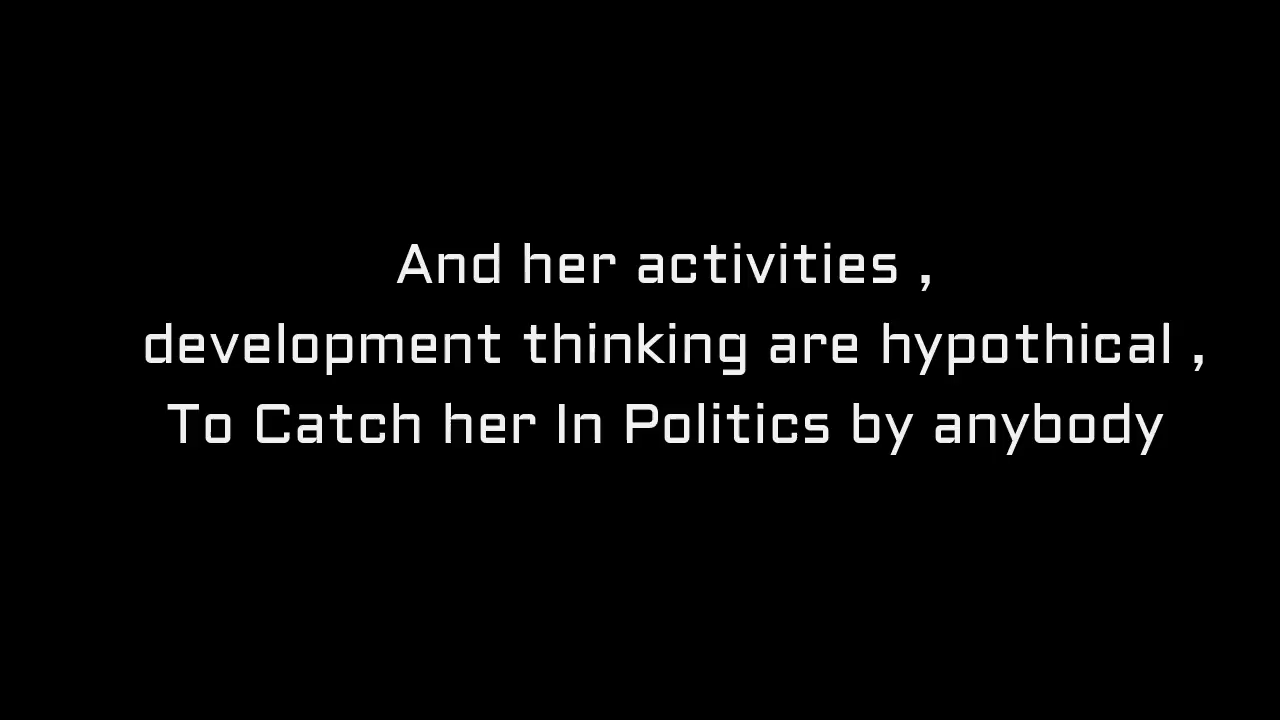 And her activities ,
development thinking are hypothical ,
To Catch her In Politics by anybody